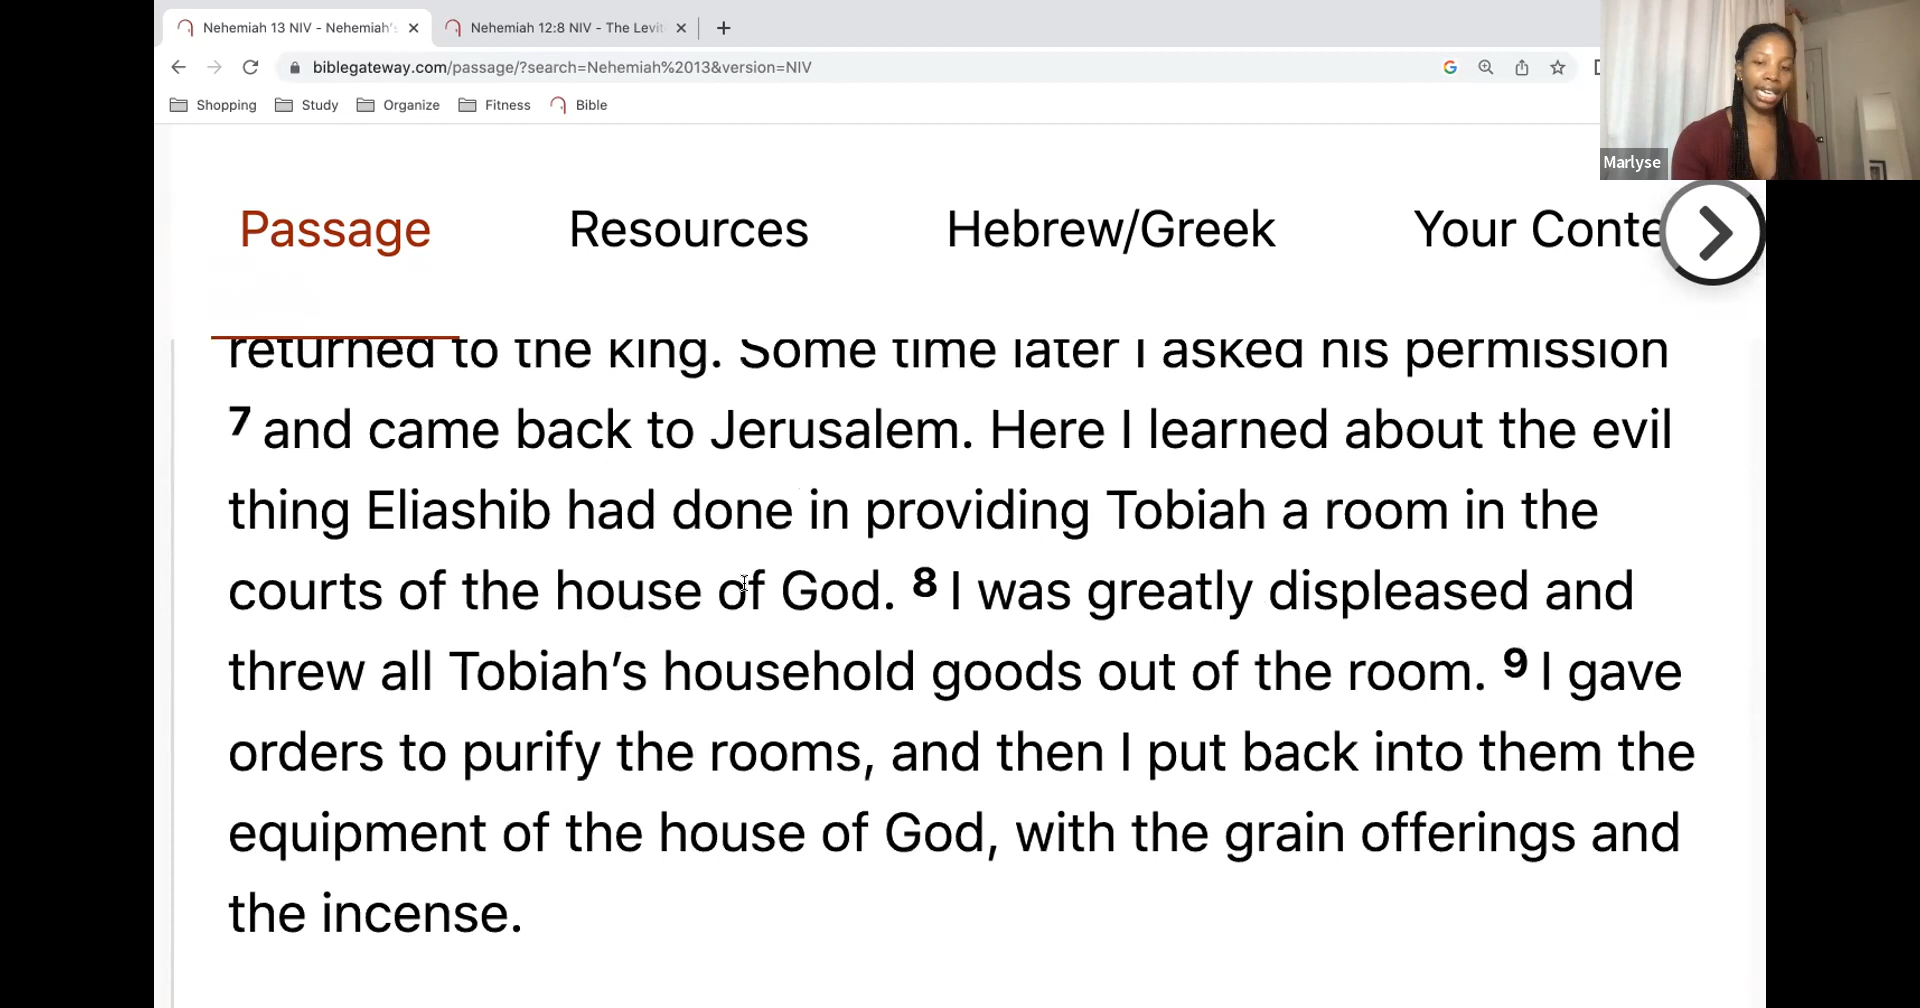 Nehemiah 13 NIV - Nehemiah's
Nehemiah 12:8 NIV - The Levit
biblegateway.com/passage/?search=Nehemiah%2013&version=NIV
Shopping Study Organize Fitness Bible
Marlyse
Passage Resources Hebrew/Greek Your Conte
returned to the king. Some time later I asked his permission
7 and came back to Jerusalem. Here I learned about the evil
thing Eliashib had done in providing Tobiah a room in the
courts of the house of God. 8 I was greatly displeased and
threw all Tobiah’s household goods out of the room. 9 I gave
orders to purify the rooms, and then I put back into them the
equipment of the house of God, with the grain offerings and
the incense.